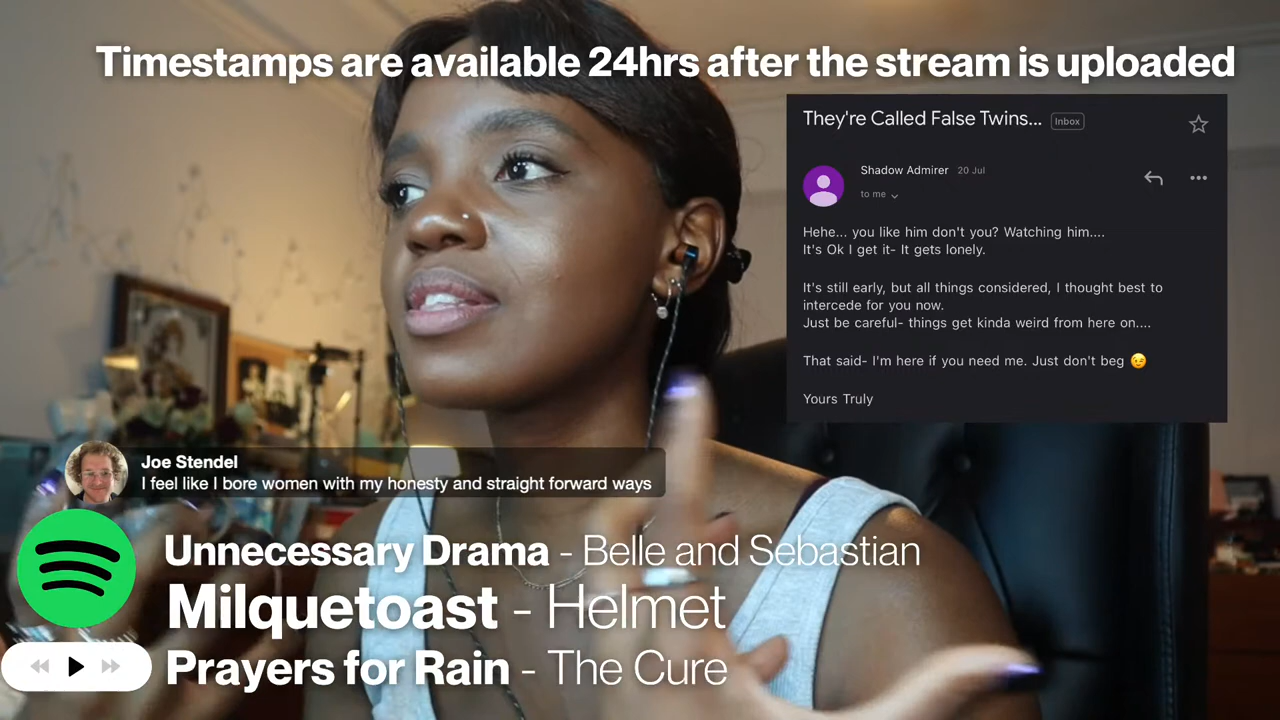 Timestamps are available 24hrs after the stream is uploaded
They're Called False Twins... Inbox
Shadow Admirer 20 Jul
to me
Hehe... you like him don't you? Watching him....
It's Ok I get it- It gets lonely.
It's still early, but all things considered, I thought best to
intercede for you now.
Just be careful- things get kinda weird from here on....
That said- I'm here if you need me. Just don't beg 😉
Yours Truly
Joe Stendel
I feel like I bore women with my honesty and straight forward ways
Unnecessary Drama - Belle and Sebastian
Milquetoast - Helmet
Prayers for Rain - The Cure